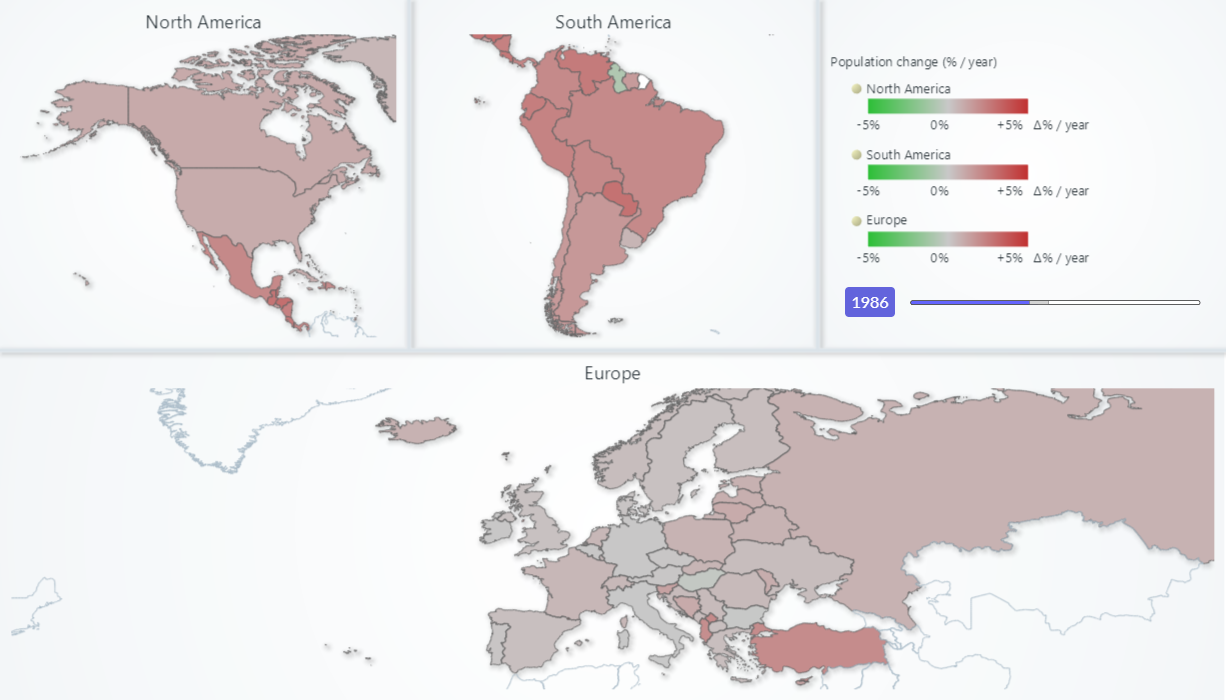 North America
South America
Population change (% / year)
North America
-5% 0% +5% Δ% / year
South America
-5% 0% +5% Δ% / year
Europe
-5% 0% +5% Δ% / year
1986
Europe